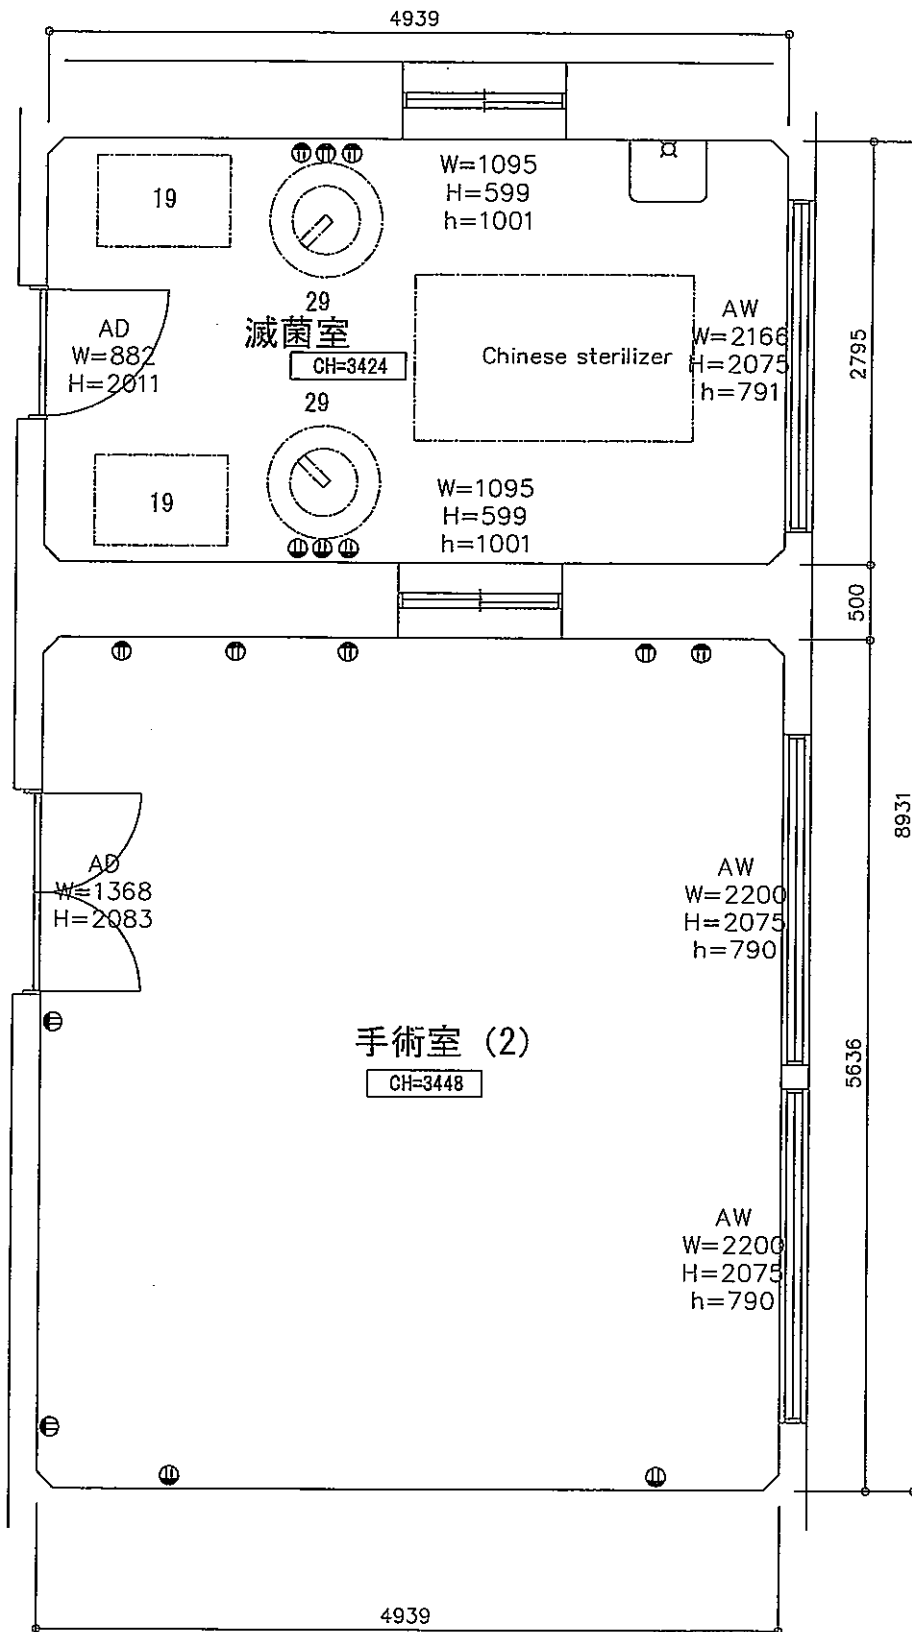 4939
W=1095
H=599
h=1001
19
29
滅菌室
CH=3424
29
AD
W=882
H=2011
Chinese sterilizer
AW
W=2166
H=2075
h=791
2795
19
W=1095
H=599
h=1001
500
8931
AD
W=1368
H=2083
AW
W=2200
H=2075
h=790
手術室 (2)
CH=3448
5636
AW
W=2200
H=2075
h=790
4939